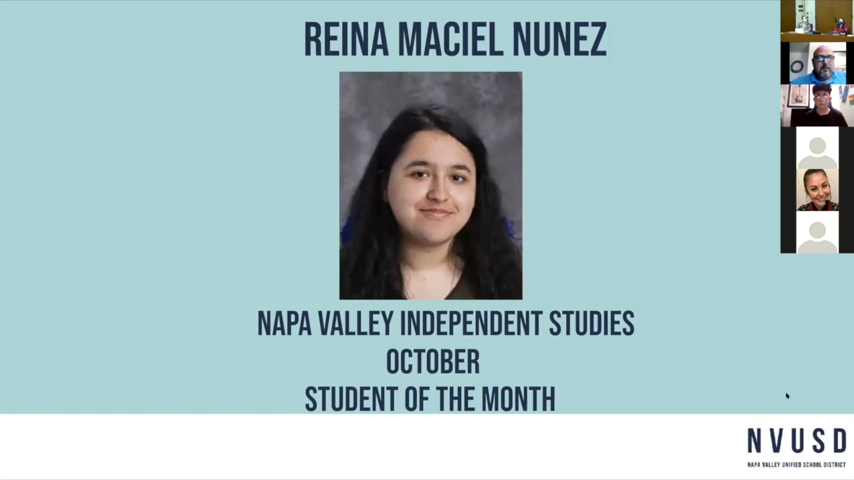 REINA MACIEL NUNEZ
NAPA VALLEY INDEPENDENT STUDIES
OCTOBER
STUDENT OF THE MONTH
NVUSD
NAPA VALLEY UNIFIED SCHOOL DISTRICT